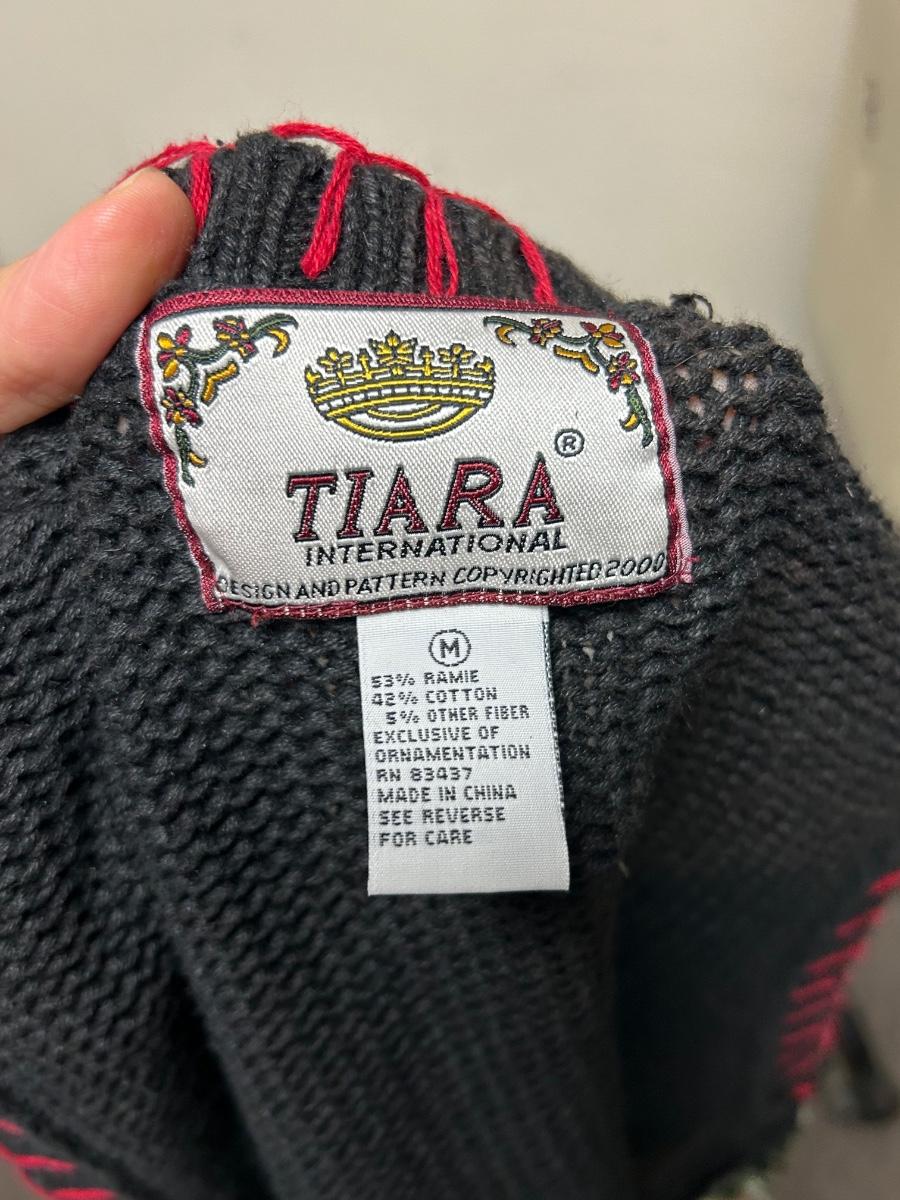 TIARA ®
INTERNATIONAL
DESIGN AND PATTERN COPYRIGHTED 2000
M
53% RAMIE
42% COTTON
5% OTHER FIBER
EXCLUSIVE OF
ORNAMENTATION
RN 83437
MADE IN CHINA
SEE REVERSE
FOR CARE